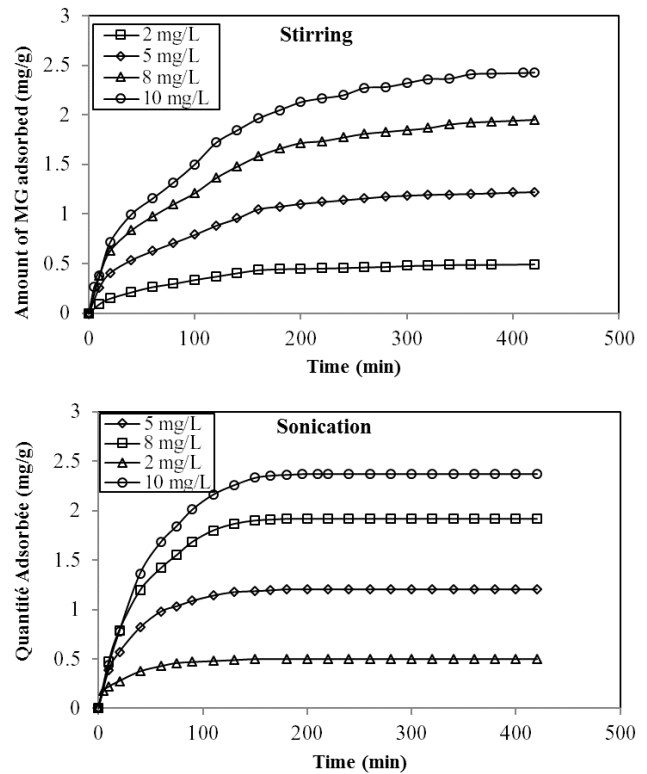 Stirring
2 mg/L
5 mg/L
8 mg/L
10 mg/L
Amount of MG adsorbed (mg/g)
3
2.5
2
1.5
1
0.5
0
0 100 200 300 400 500
Time (min)
Sonication
5 mg/L
8 mg/L
2 mg/L
10 mg/L
Quantité Adsorbée (mg/g)
3
2.5
2
1.5
1
0.5
0
0 100 200 300 400 500
Time (min)